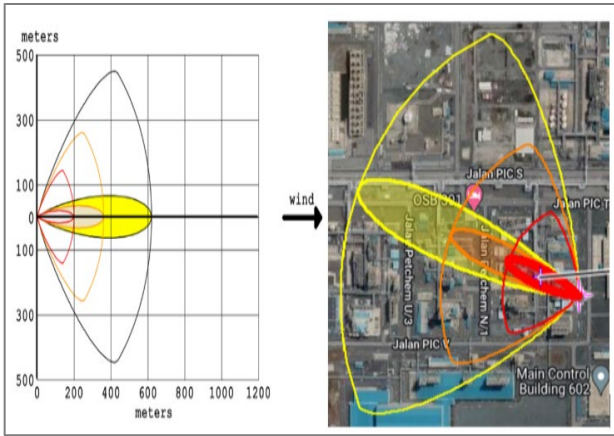 meters
500
300
100
0
100
300
500
0 200 400 600 800 1000 1200
meters
wind
Jalan PIC S
OSB 301
Jalan PIC T
Jalan Petchem U/3
Jalan Petchem N/1
Jalan PIC V
Main Control
Building 602